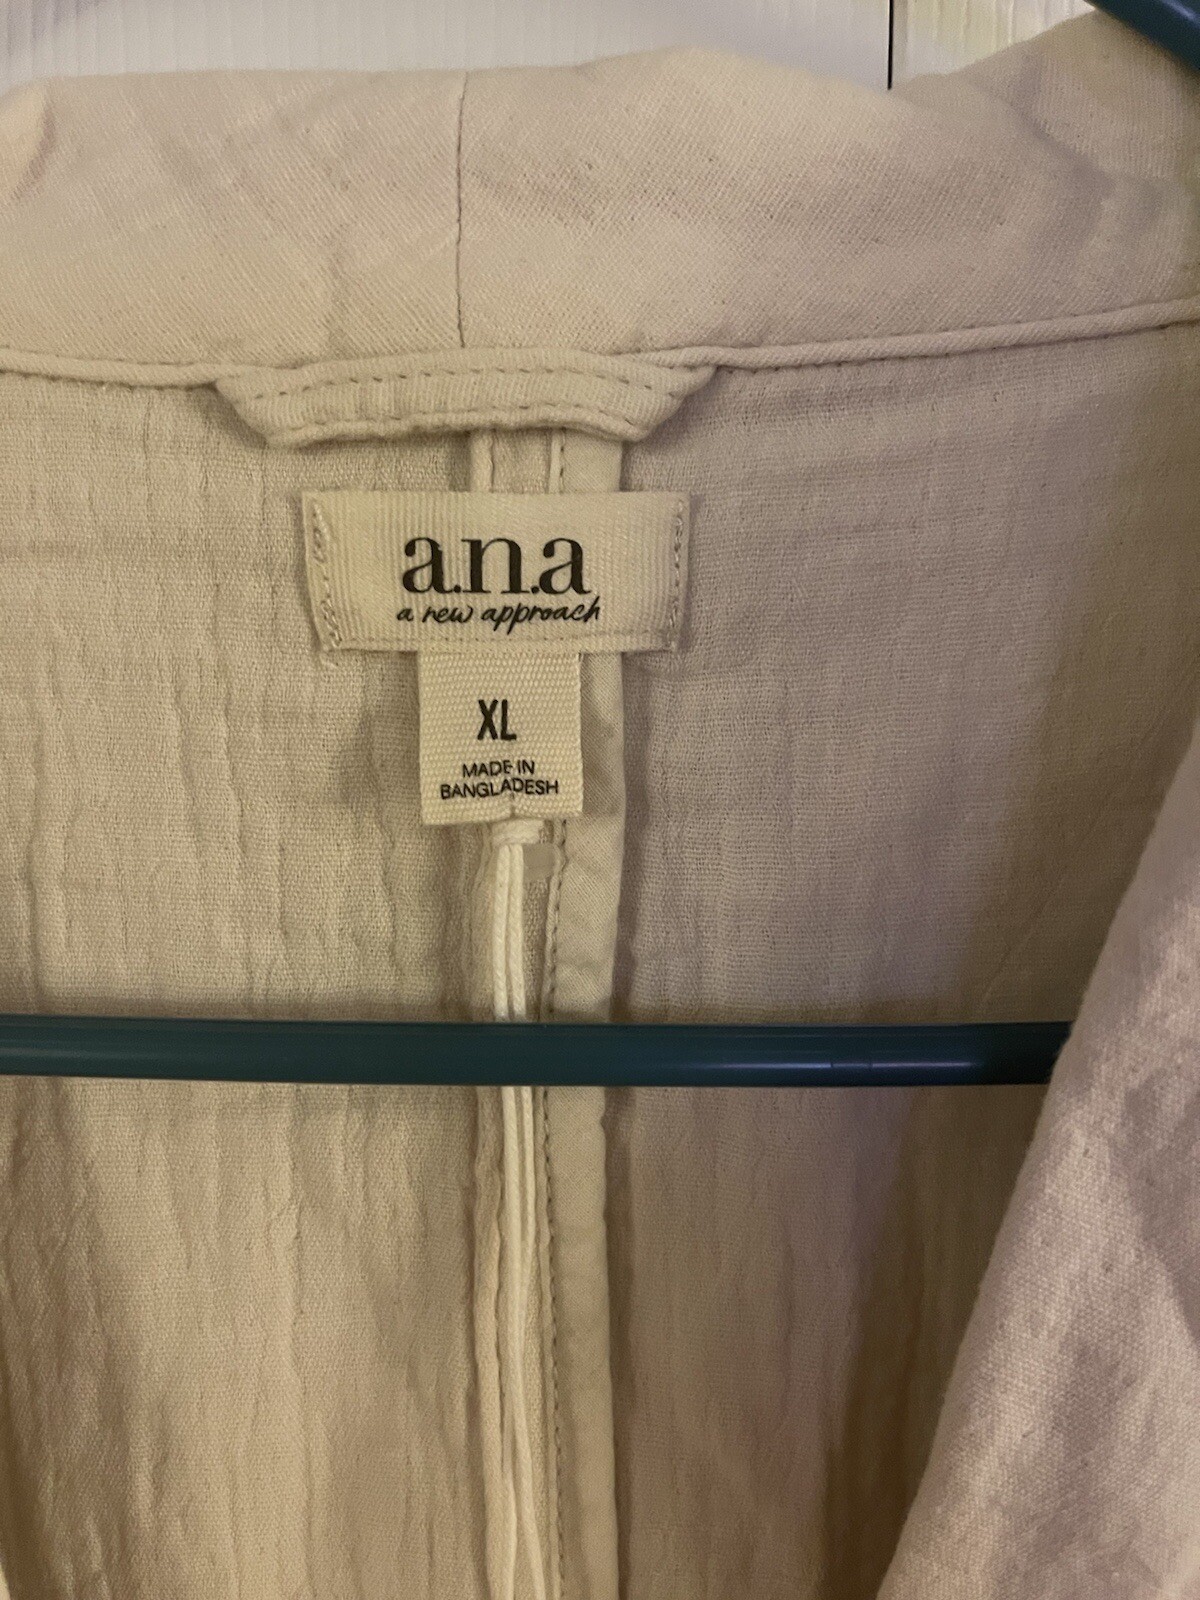 a.n.a
a new approach
XL
MADE IN
BANGLADESH